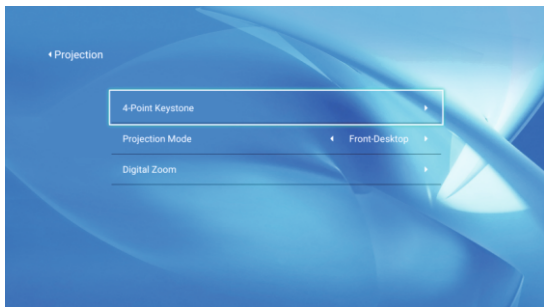 Projection
4-Point Keystone
Projection Mode Front-Desktop
Digital Zoom